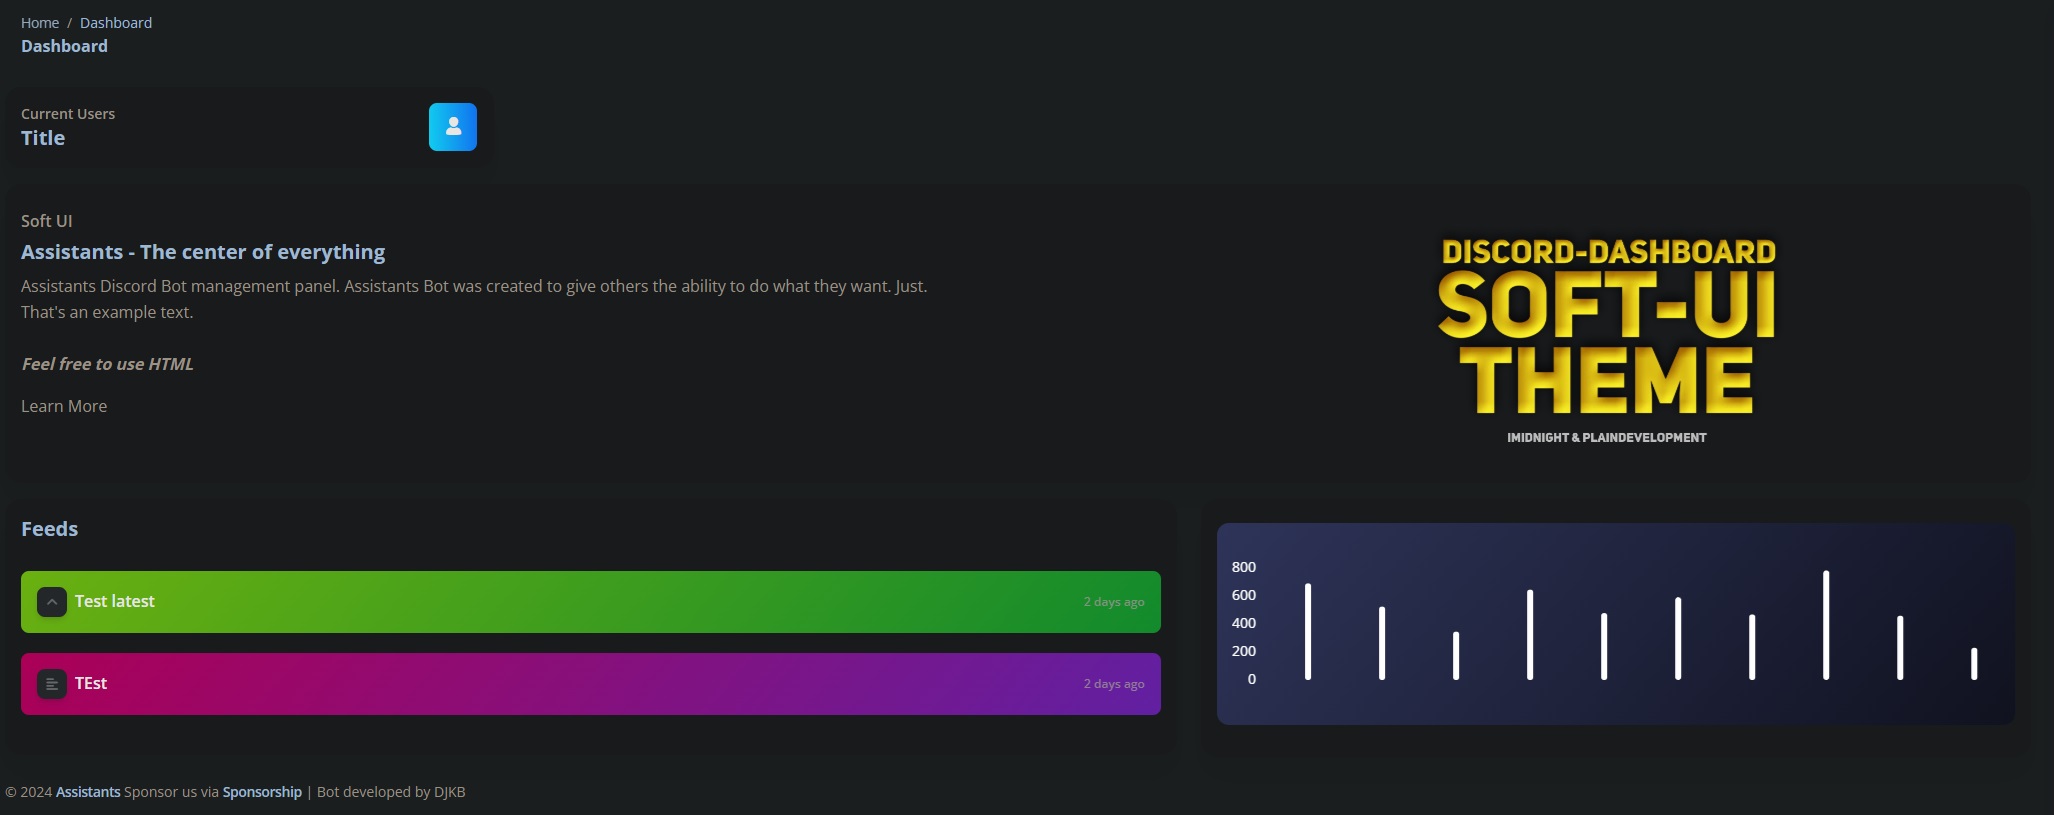 Home / Dashboard
Dashboard
Current Users
Title
Soft UI
Assistants - The center of everything
Assistants Discord Bot management panel. Assistants Bot was created to give others the ability to do what they want. Just.
That's an example text.
Feel free to use HTML
Learn More
DISCORD-DASHBOARD
SOFT-UI
THEME
IMIDNIGHT & PLAINDEVELOPMENT
Feeds
Test latest 2 days ago
TEst 2 days ago
800
600
400
200
0
© 2024 Assistants Sponsor us via Sponsorship | Bot developed by DJKB